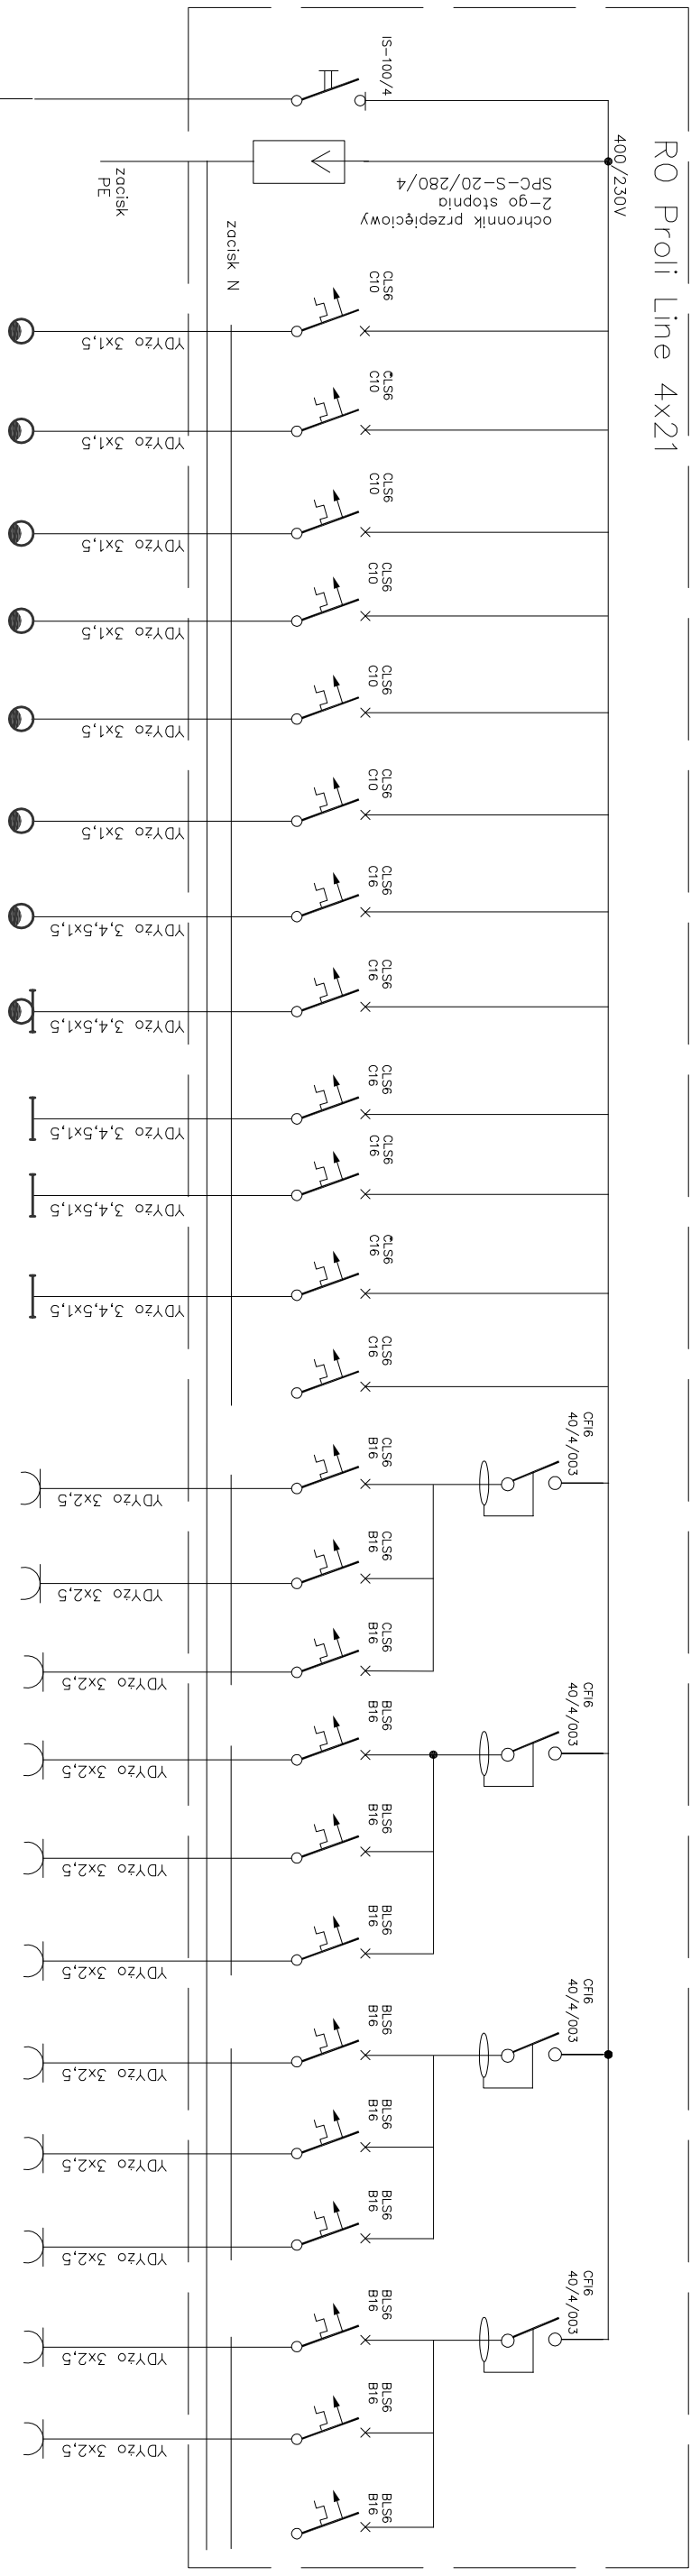 RO Proli Line 4x21
400/230V
IS-100/4
ochronnik przepięciowy
2-go stopnia
SPC-S-20/280/4
zacisk
PE
zacisk N
CLS6
C10
YDYżo 3x1,5
CLS6
C10
YDYżo 3x1,5
CLS6
C10
YDYżo 3x1,5
CLS6
C10
YDYżo 3x1,5
CLS6
C10
YDYżo 3x1,5
CLS6
C10
YDYżo 3x1,5
CLS6
C16
YDYżo 3,4,5x1,5
CLS6
C16
YDYżo 3,4,5x1,5
CLS6
C16
YDYżo 3,4,5x1,5
CLS6
C16
YDYżo 3,4,5x1,5
CLS6
C16
YDYżo 3,4,5x1,5
CLS6
C16
CFI6
40/4/003
CLS6
B16
YDYżo 3x2,5
CLS6
B16
YDYżo 3x2,5
CLS6
B16
YDYżo 3x2,5
CFI6
40/4/003
BLS6
B16
YDYżo 3x2,5
BLS6
B16
YDYżo 3x2,5
BLS6
B16
YDYżo 3x2,5
CFI6
40/4/003
BLS6
B16
YDYżo 3x2,5
BLS6
B16
YDYżo 3x2,5
BLS6
B16
YDYżo 3x2,5
CFI6
40/4/003
BLS6
B16
YDYżo 3x2,5
BLS6
B16
YDYżo 3x2,5
BLS6
B16